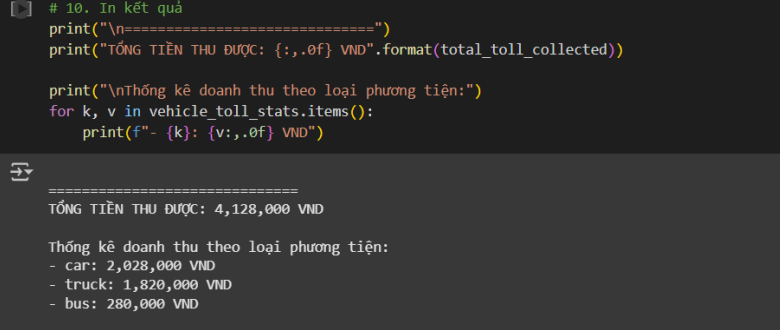 # 10. In kết quả
print("\n==============================")
print("TỔNG TIỀN THU ĐƯỢC: {:,.0f} VND".format(total_toll_collected))
print("\nThống kê doanh thu theo loại phương tiện:")
for k, v in vehicle_toll_stats.items():
    print(f"- {k}: {v:,.0f} VND")
==============================
TỔNG TIỀN THU ĐƯỢC: 4,128,000 VND
Thống kê doanh thu theo loại phương tiện:
- car: 2,028,000 VND
- truck: 1,820,000 VND
- bus: 280,000 VND